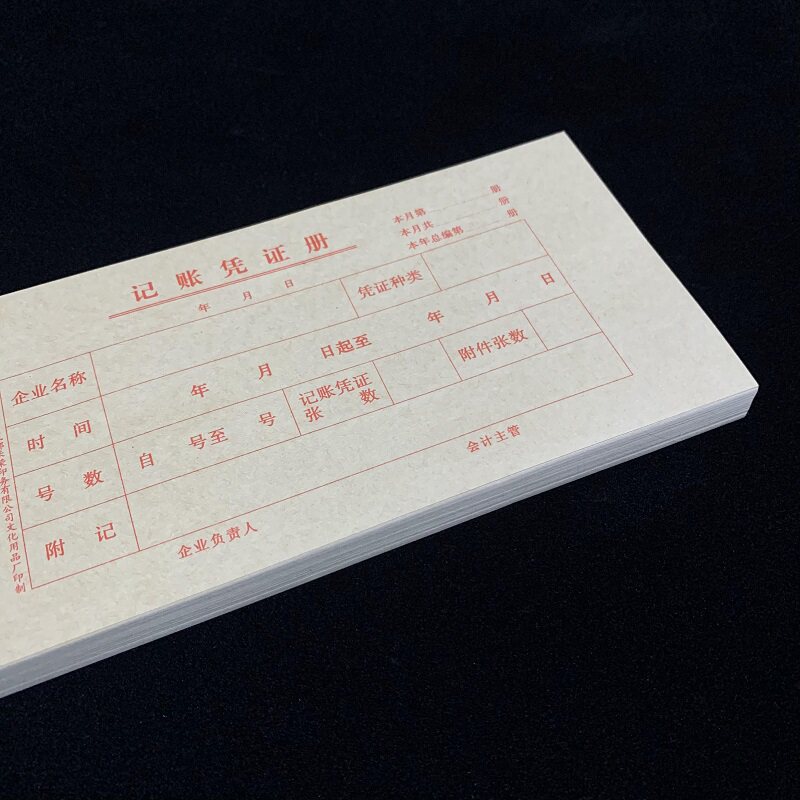 记账凭证册
年 月 日
本月第 册
本月共 册
本年总编第 册
企业名称 凭证种类
时间 年 月 日起至 年 月 日
号数 自 号至 号 记账凭证张数 附件张数
附记
企业负责人 会计主管
印务有限公司文化用品厂印制